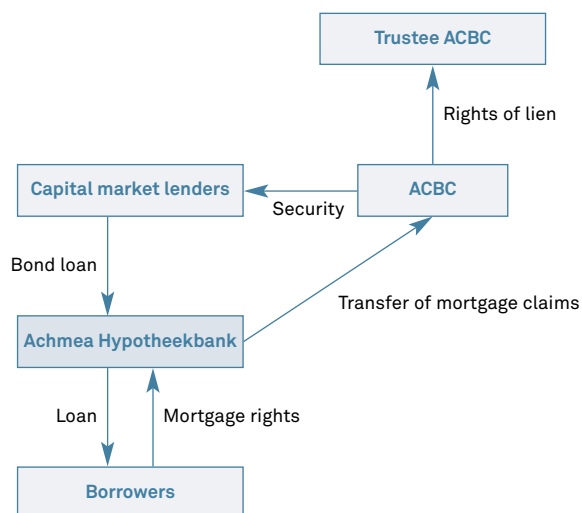 Trustee ACBC
Rights of lien
Capital market lenders
ACBC
Security
Bond loan
Transfer of mortgage claims
Achmea Hypotheekbank
Loan
Mortgage rights
Borrowers